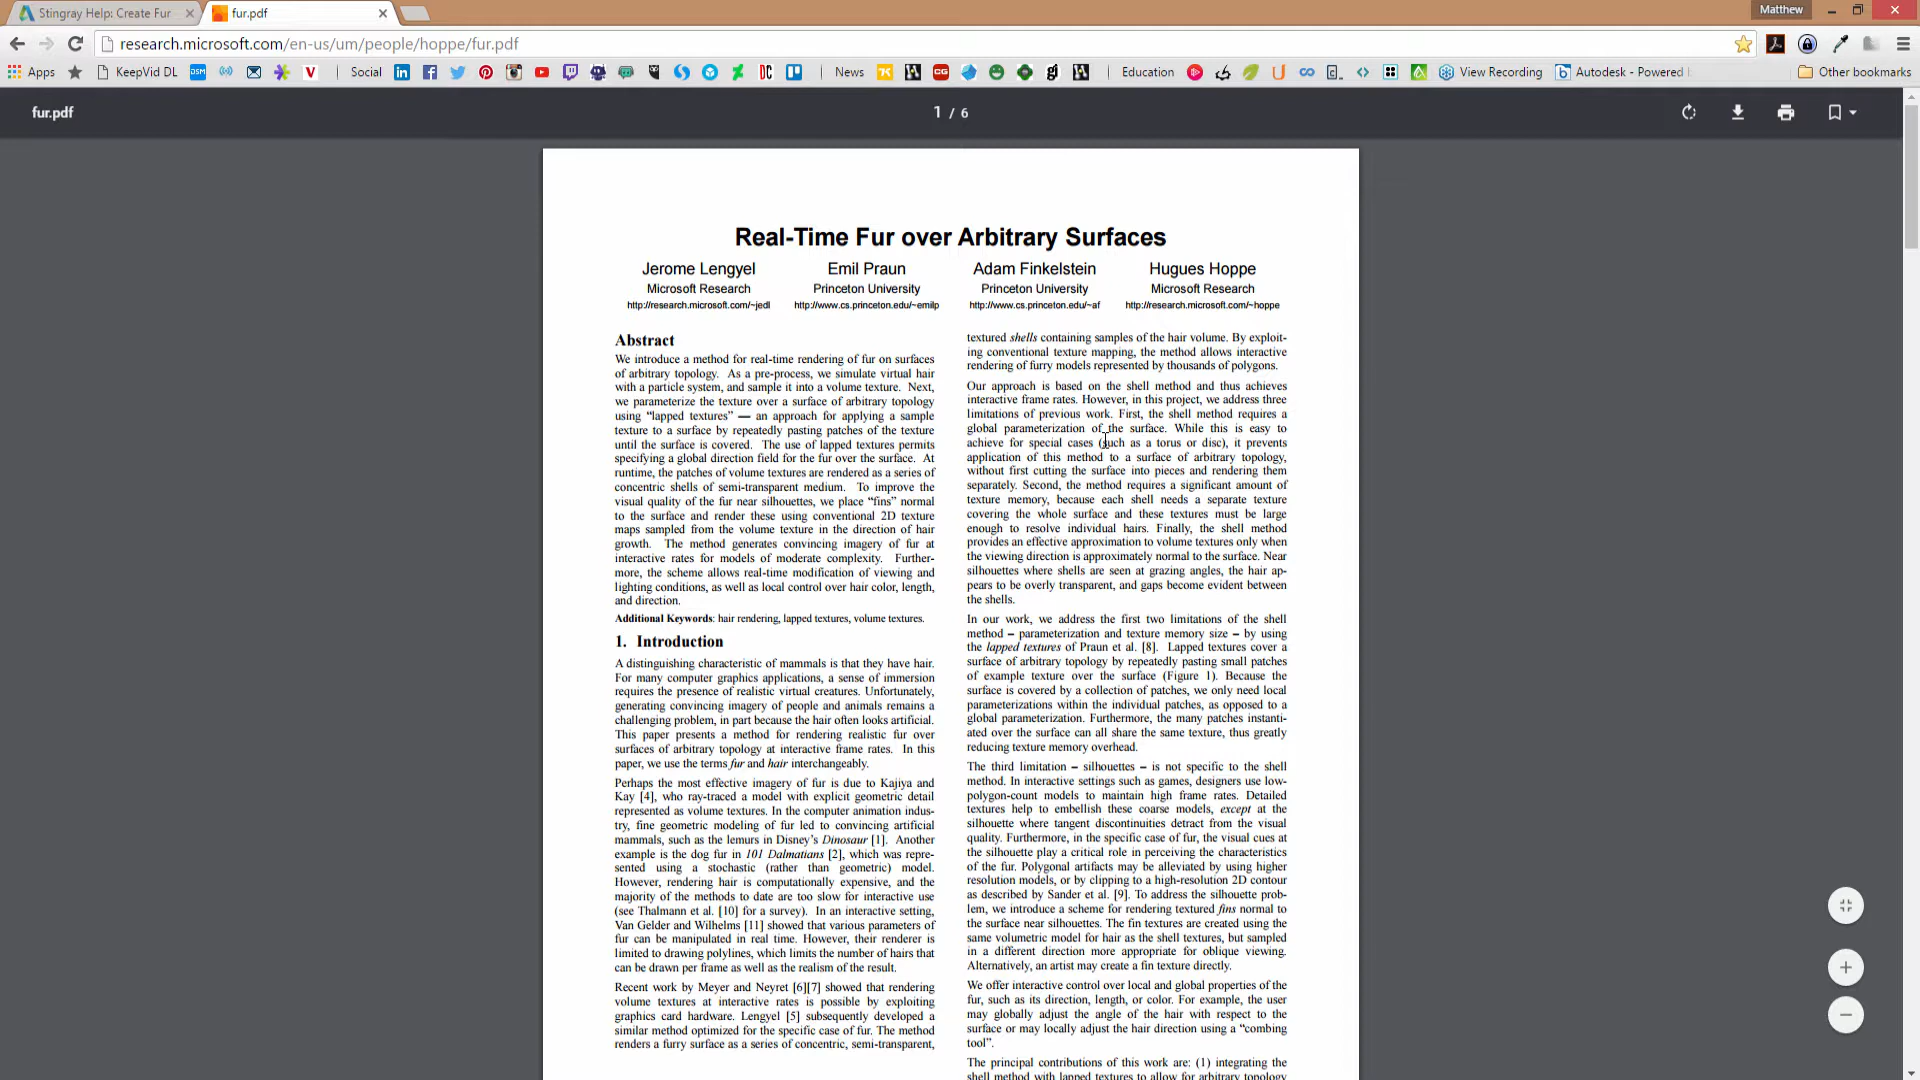 Stingray Help: Create Fur
fur.pdf
Matthew
research.microsoft.com/en-us/um/people/hoppe/fur.pdf
Apps
KeepVid DL
Social
News
Education
View Recording
Autodesk - Powered
Other bookmarks
fur.pdf
1 / 6
Real-Time Fur over Arbitrary Surfaces
Jerome Lengyel Emil Praun Adam Finkelstein Hugues Hoppe
Microsoft Research Princeton University Princeton University Microsoft Research
http://research.microsoft.com/~jedl http://www.cs.princeton.edu/~emilp http://www.cs.princeton.edu/~af http://research.microsoft.com/~hoppe
Abstract
We introduce a method for real-time rendering of fur on surfaces
of arbitrary topology. As a pre-process, we simulate virtual hair
with a particle system, and sample it into a volume texture. Next,
we parameterize the texture over a surface of arbitrary topology
using “lapped textures” — an approach for applying a sample
texture to a surface by repeatedly pasting patches of the texture
until the surface is covered. The use of lapped textures permits
specifying a global direction field for the fur over the surface. At
runtime, the patches of volume textures are rendered as a series of
concentric shells of semi-transparent medium. To improve the
visual quality of the fur near silhouettes, we place “fins” normal
to the surface and render these using conventional 2D texture
maps sampled from the volume texture in the direction of hair
growth. The method generates convincing imagery of fur at
interactive rates for models of moderate complexity. Further-
more, the scheme allows real-time modification of viewing and
lighting conditions, as well as local control over hair color, length,
and direction.
Additional Keywords: hair rendering, lapped textures, volume textures.
1. Introduction
A distinguishing characteristic of mammals is that they have hair.
For many computer graphics applications, a sense of immersion
requires the presence of realistic virtual creatures. Unfortunately,
generating convincing imagery of people and animals remains a
challenging problem, in part because the hair often looks artificial.
This paper presents a method for rendering realistic fur over
surfaces of arbitrary topology at interactive frame rates. In this
paper, we use the terms fur and hair interchangeably.
Perhaps the most effective imagery of fur is due to Kajiya and
Kay [4], who ray-traced a model with explicit geometric detail
represented as volume textures. In the computer animation indus-
try, fine geometric modeling of fur led to convincing artificial
mammals, such as the lemurs in Disney’s Dinosaur [1]. Another
example is the dog fur in 101 Dalmatians [2], which was repre-
sented using a stochastic (rather than geometric) model.
However, rendering hair is computationally expensive, and the
majority of the methods to date are too slow for interactive use
(see Thalmann et al. [10] for a survey). In an interactive setting,
Van Gelder and Wilhelms [11] showed that various parameters of
fur can be manipulated in real time. However, their renderer is
limited to drawing polylines, which limits the number of hairs that
can be drawn per frame as well as the realism of the result.
Recent work by Meyer and Neyret [6][7] showed that rendering
volume textures at interactive rates is possible by exploiting
graphics card hardware. Lengyel [5] subsequently developed a
similar method optimized for the specific case of fur. The method
renders a furry surface as a series of concentric, semi-transparent,
textured shells containing samples of the hair volume. By exploit-
ing conventional texture mapping, the method allows interactive
rendering of furry models represented by thousands of polygons.
Our approach is based on the shell method and thus achieves
interactive frame rates. However, in this project, we address three
limitations of previous work. First, the shell method requires a
global parameterization of the surface. While this is easy to
achieve for special cases (such as a torus or disc), it prevents
application of this method to a surface of arbitrary topology,
without first cutting the surface into pieces and rendering them
separately. Second, the method requires a significant amount of
texture memory, because each shell needs a separate texture
covering the whole surface and these textures must be large
enough to resolve individual hairs. Finally, the shell method
provides an effective approximation to volume textures only when
the viewing direction is approximately normal to the surface. Near
silhouettes where shells are seen at grazing angles, the hair ap-
pears to be overly transparent, and gaps become evident between
the shells.
In our work, we address the first two limitations of the shell
method – parameterization and texture memory size – by using
the lapped textures of Praun et al. [8]. Lapped textures cover a
surface of arbitrary topology by repeatedly pasting small patches
of example texture over the surface (Figure 1). Because the
surface is covered by a collection of patches, we only need local
parameterizations within the individual patches, as opposed to a
global parameterization. Furthermore, the many patches instanti-
ated over the surface can all share the same texture, thus greatly
reducing texture memory overhead.
The third limitation – silhouettes – is not specific to the shell
method. In interactive settings such as games, designers use low-
polygon-count models to maintain high frame rates. Detailed
textures help to embellish these coarse models, except at the
silhouette where tangent discontinuities detract from the visual
quality. Furthermore, in the specific case of fur, the visual cues at
the silhouette play a critical role in perceiving the characteristics
of the fur. Polygonal artifacts may be alleviated by using higher
resolution models, or by clipping to a high-resolution 2D contour
as described by Sander et al. [9]. To address the silhouette prob-
lem, we introduce a scheme for rendering textured fins normal to
the surface near silhouettes. The fin textures are created using the
same volumetric model for hair as the shell textures, but sampled
in a different direction more appropriate for oblique viewing.
Alternatively, an artist may create a fin texture directly.
We offer interactive control over local and global properties of the
fur, such as its direction, length, or color. For example, the user
may globally adjust the angle of the hair with respect to the
surface or may locally adjust the hair direction using a “combing
tool”.
The principal contributions of this work are: (1) integrating the
shell method with lapped textures to allow for arbitrary topology